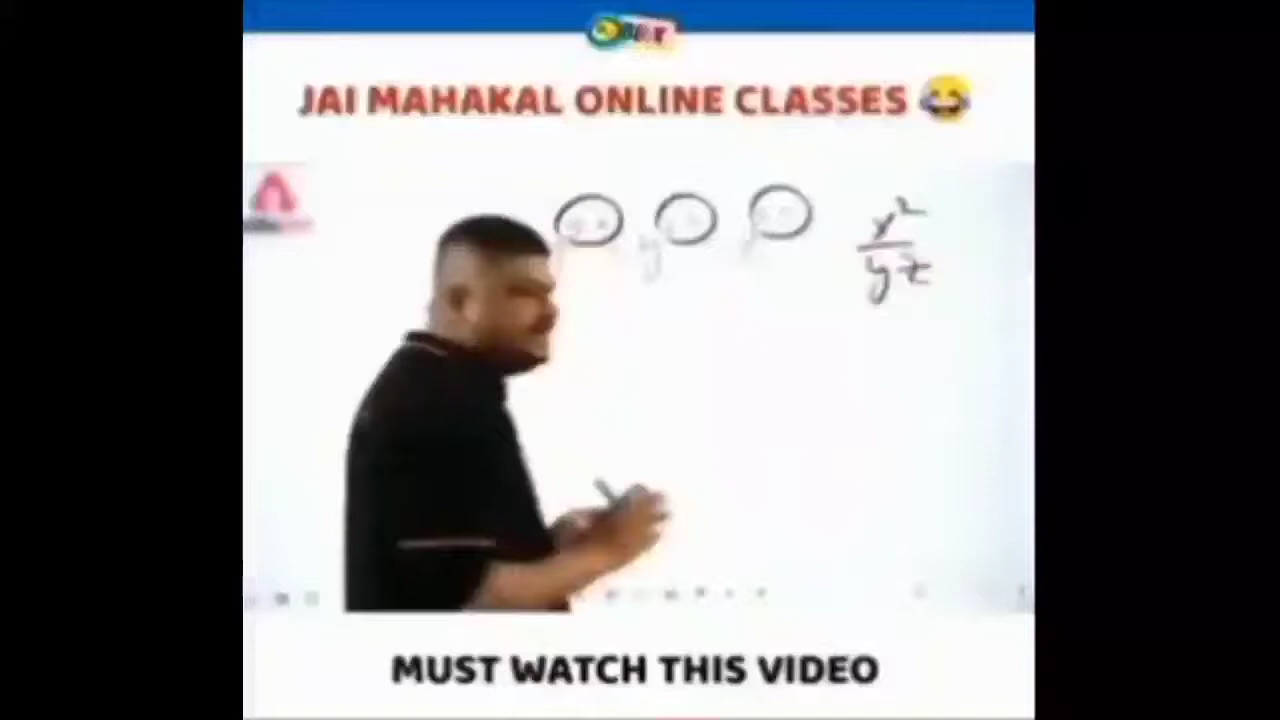 JAI MAHAKAL ONLINE CLASSES 😂
x²
yz
MUST WATCH THIS VIDEO